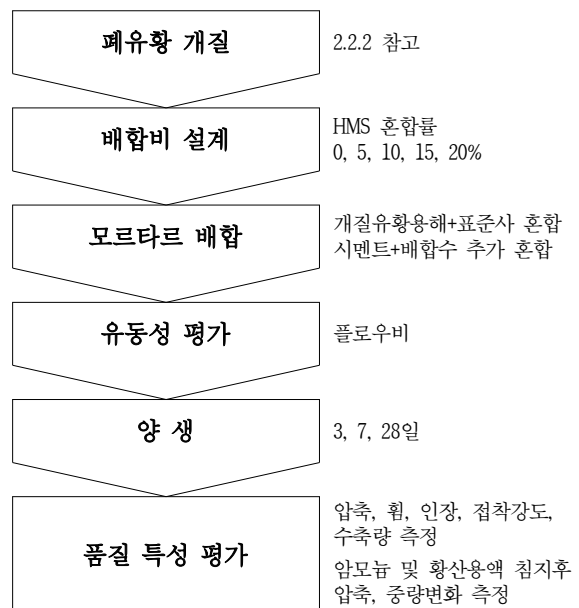 폐유황 개질
2.2.2 참고
배합비 설계
HMS 혼합률
0, 5, 10, 15, 20%
모르타르 배합
개질유황용해+표준사 혼합
시멘트+배합수 추가 혼합
유동성 평가
플로우비
양 생
3, 7, 28일
품질 특성 평가
압축, 휨, 인장, 접착강도,
수축량 측정
암모늄 및 황산용액 침지후
압축, 중량변화 측정